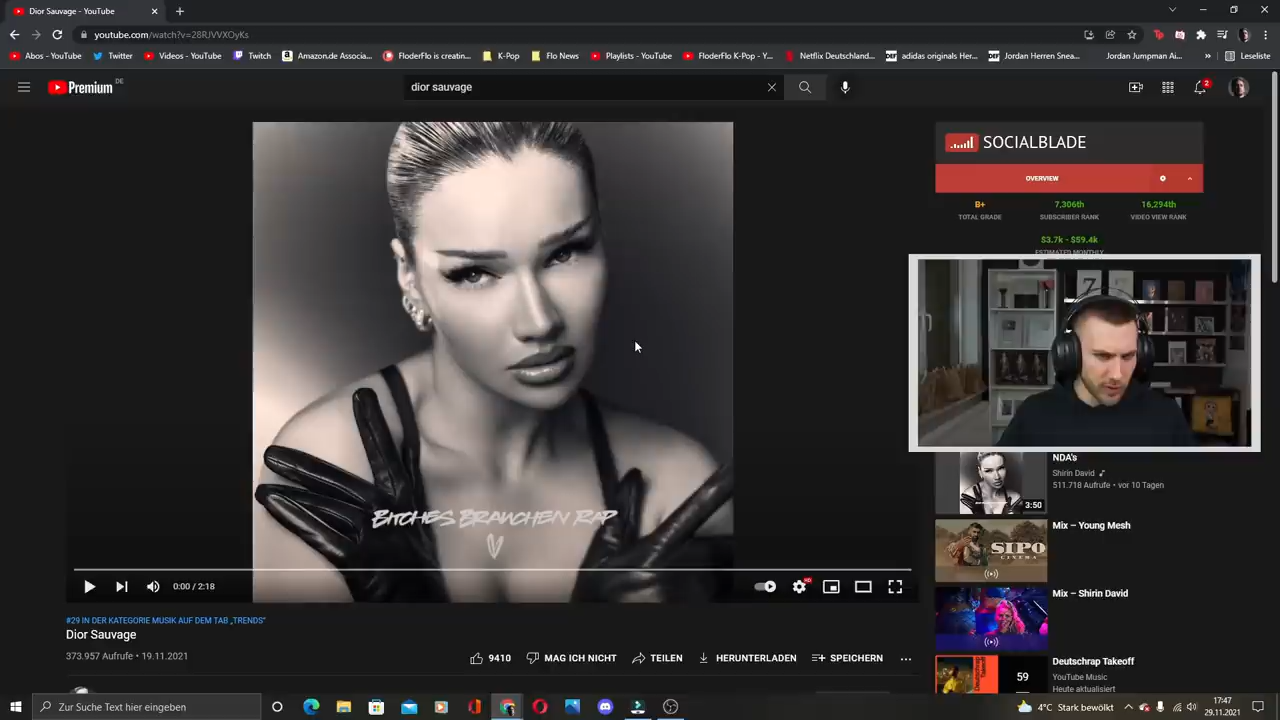 Dior Sauvage - YouTube
youtube.com/watch?v=28RJVVXOyKs
Abos - YouTube
Twitter
Videos - YouTube
Twitch
Amazon.de Associa...
FloderFlo is creatin...
K-Pop
Flo News
Playlists - YouTube
FloderFlo K-Pop - Y...
Netflix Deutschland...
adidas originals Her...
Jordan Herren Snea...
Jordan Jumpman Ai...
Leseliste
Premium DE
dior sauvage
2
SOCIALBLADE
OVERVIEW
B+ 7,306th 16,294th
TOTAL GRADE SUBSCRIBER RANK VIDEO VIEW RANK
$3.7k - $59.4k
ESTIMATED MONTHLY
BITCHES BRAUCHEN RAP
0:00 / 2:18
HD
#29 IN DER KATEGORIE MUSIK AUF DEM TAB „TRENDS"
Dior Sauvage
373.957 Aufrufe • 19.11.2021
9410
MAG ICH NICHT
TEILEN
HERUNTERLADEN
SPEICHERN
NDA's
Shirin David
511.718 Aufrufe • vor 10 Tagen
3:50
Mix – Young Mesh
SIPO
CINEMA
Mix – Shirin David
Deutschrap Takeoff
YouTube Music
Heute aktualisiert
59
Zur Suche Text hier eingeben
4°C Stark bewölkt
17:47
29.11.2021